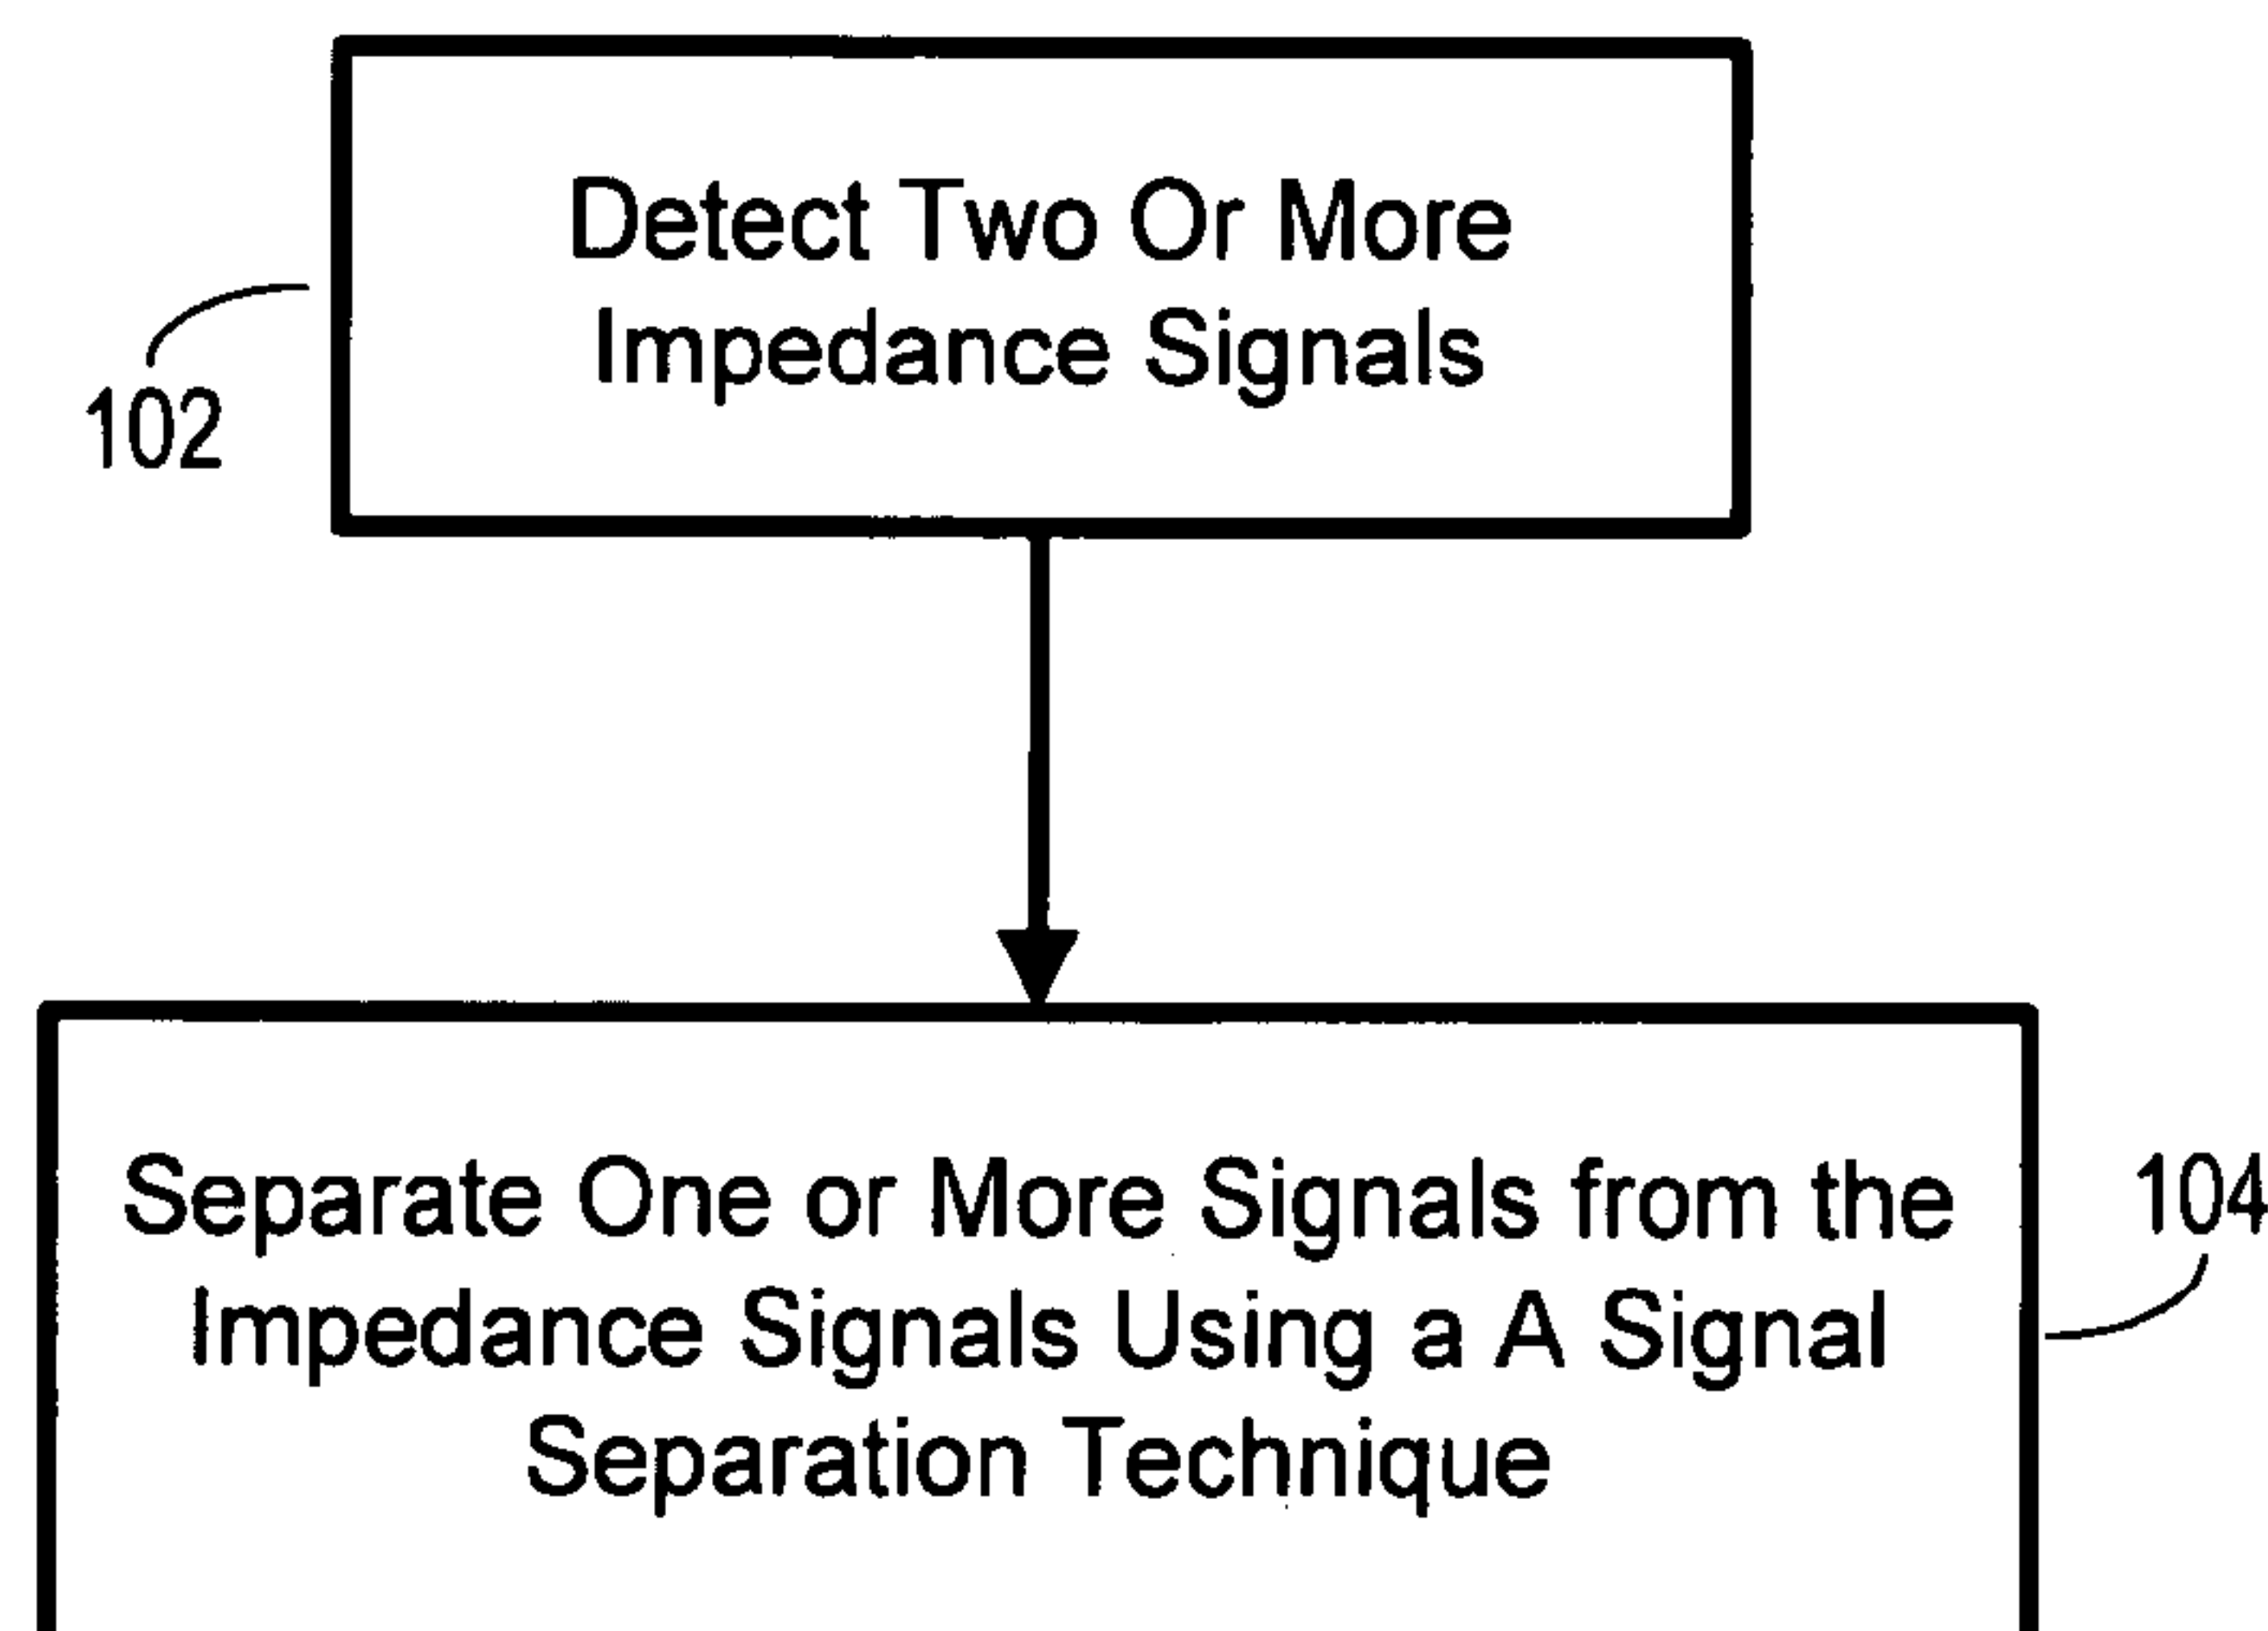 Detect Two Or More
Impedance Signals
102
Separate One or More Signals from the
Impedance Signals Using a A Signal
Separation Technique
104